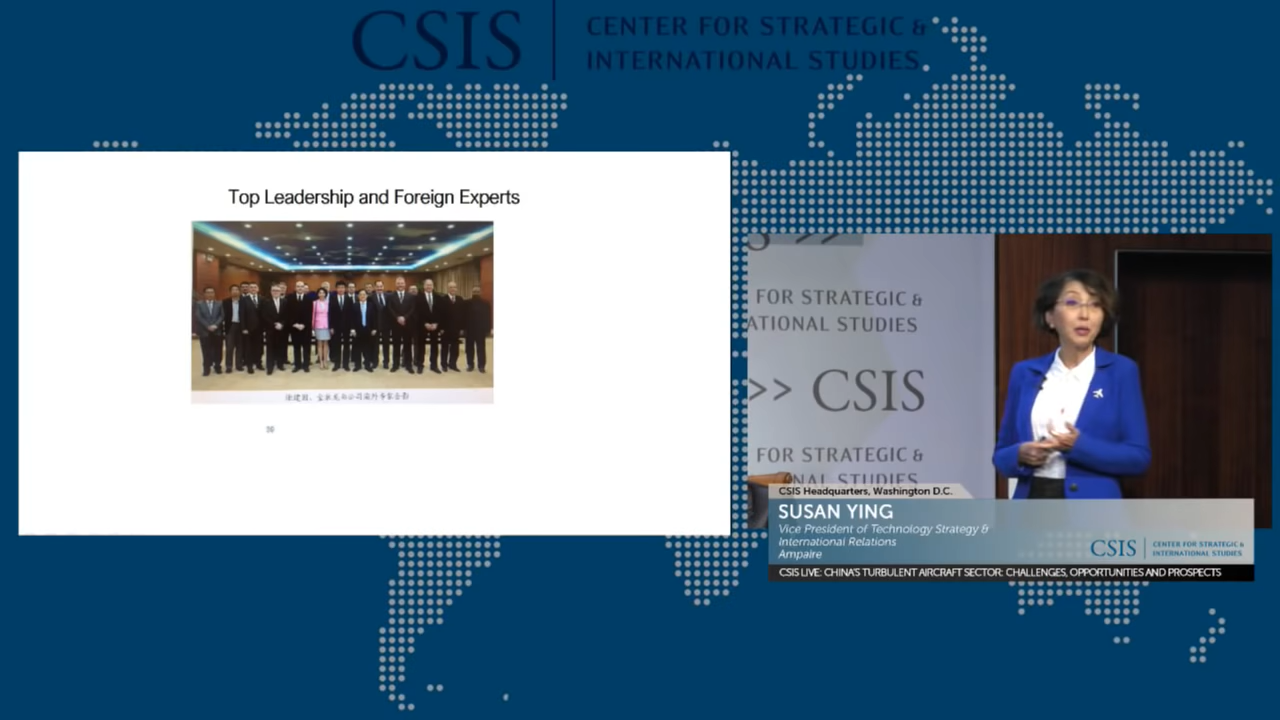 CSIS
CENTER FOR STRATEGIC &
INTERNATIONAL STUDIES
Top Leadership and Foreign Experts
FOR STRATEGIC &
ATIONAL STUDIES
>> CSIS
FOR STRATEGIC &
NAL STUDIES
CSIS Headquarters, Washington D.C.
SUSAN YING
Vice President of Technology Strategy &
International Relations
Ampaire
CSIS
CENTER FOR STRATEGIC &
INTERNATIONAL STUDIES
CSIS LIVE: CHINA'S TURBULENT AIRCRAFT SECTOR: CHALLENGES, OPPORTUNITIES AND PROSPECTS